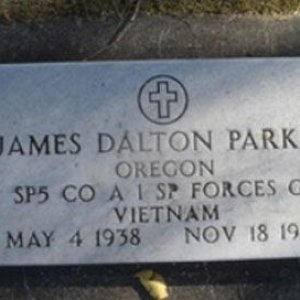 JAMES DALTON PARK
OREGON
SP5 CO A 1 SP FORCES G
VIETNAM
MAY 4 1938 NOV 18 19